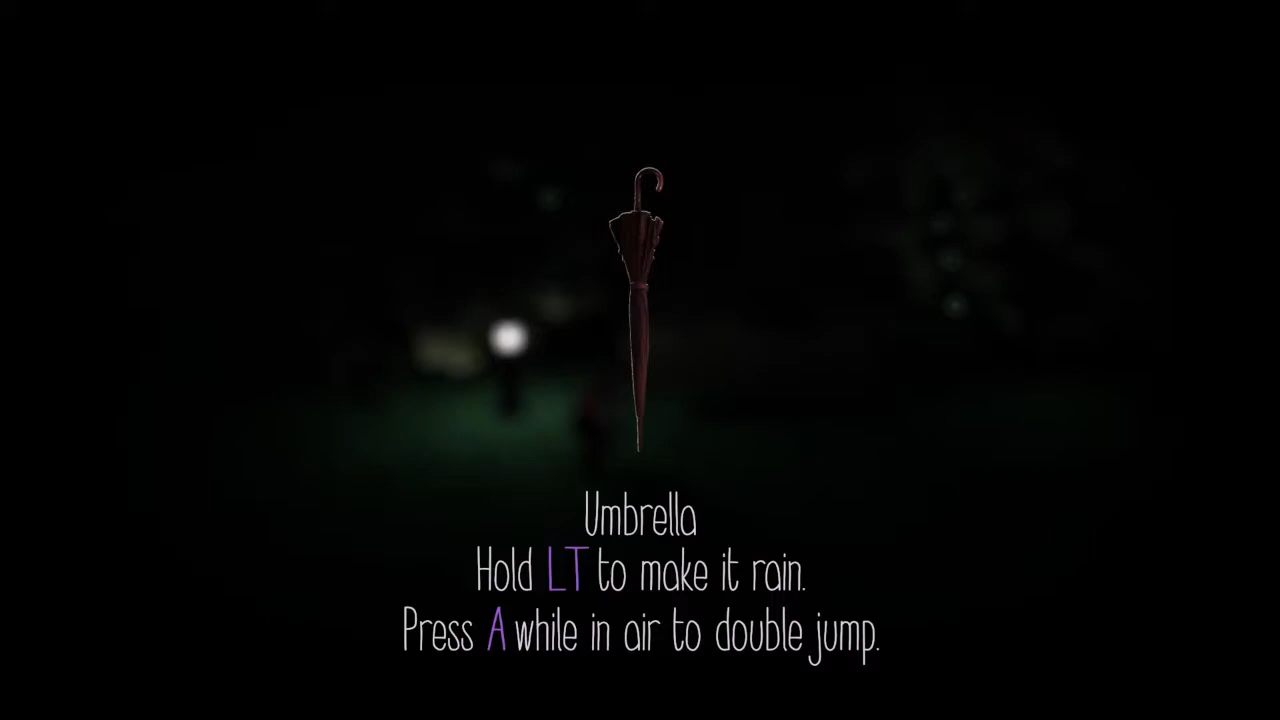 Umbrella
Hold LT to make it rain.
Press A while in air to double jump.